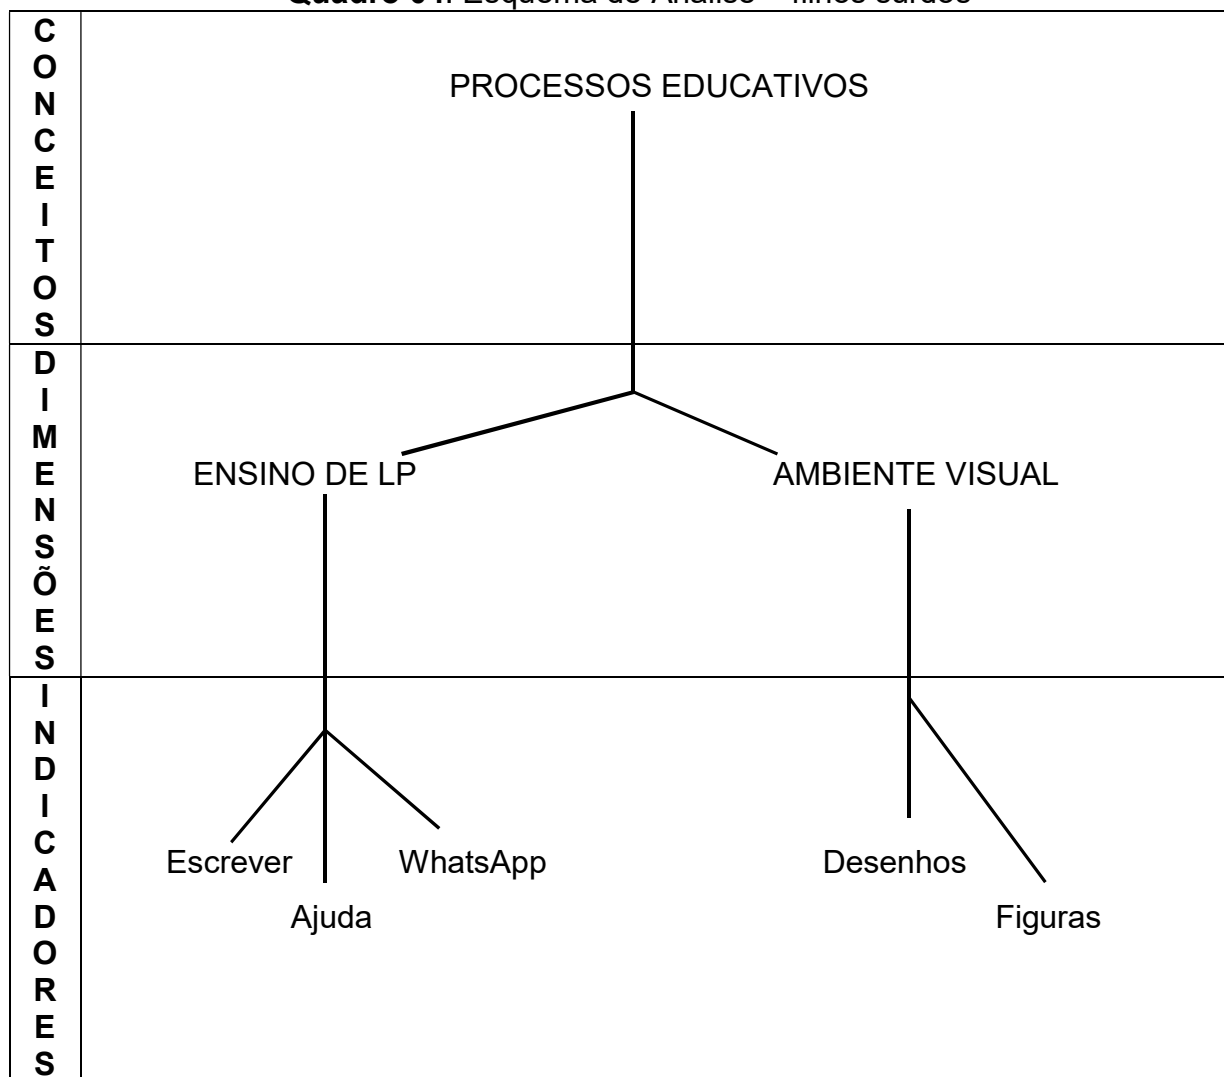 Quadro 04: Esquema de Análise – filhos surdos
CONCEITOS
PROCESSOS EDUCATIVOS
DIMENSÕES
ENSINO DE LP
AMBIENTE VISUAL
INDICADORES
Escrever
WhatsApp
Desenhos
Ajuda
Figuras